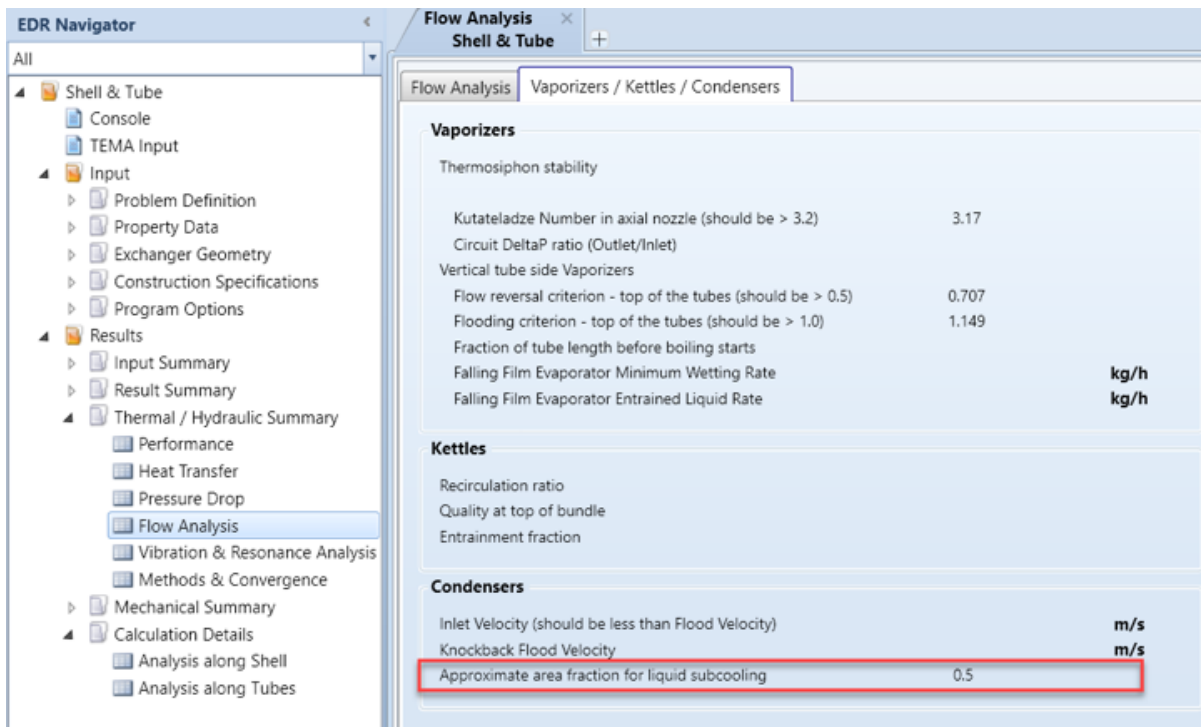 EDR Navigator
All
Shell & Tube
Console
TEMA Input
Input
Problem Definition
Property Data
Exchanger Geometry
Construction Specifications
Program Options
Results
Input Summary
Result Summary
Thermal / Hydraulic Summary
Performance
Heat Transfer
Pressure Drop
Flow Analysis
Vibration & Resonance Analysis
Methods & Convergence
Mechanical Summary
Calculation Details
Analysis along Shell
Analysis along Tubes
Flow Analysis
Shell & Tube
Flow Analysis Vaporizers / Kettles / Condensers
Vaporizers
Thermosiphon stability
Kutateladze Number in axial nozzle (should be > 3.2) 3.17
Circuit DeltaP ratio (Outlet/Inlet)
Vertical tube side Vaporizers
Flow reversal criterion - top of the tubes (should be > 0.5) 0.707
Flooding criterion - top of the tubes (should be > 1.0) 1.149
Fraction of tube length before boiling starts
Falling Film Evaporator Minimum Wetting Rate kg/h
Falling Film Evaporator Entrained Liquid Rate kg/h
Kettles
Recirculation ratio
Quality at top of bundle
Entrainment fraction
Condensers
Inlet Velocity (should be less than Flood Velocity) m/s
Knockback Flood Velocity m/s
Approximate area fraction for liquid subcooling 0.5